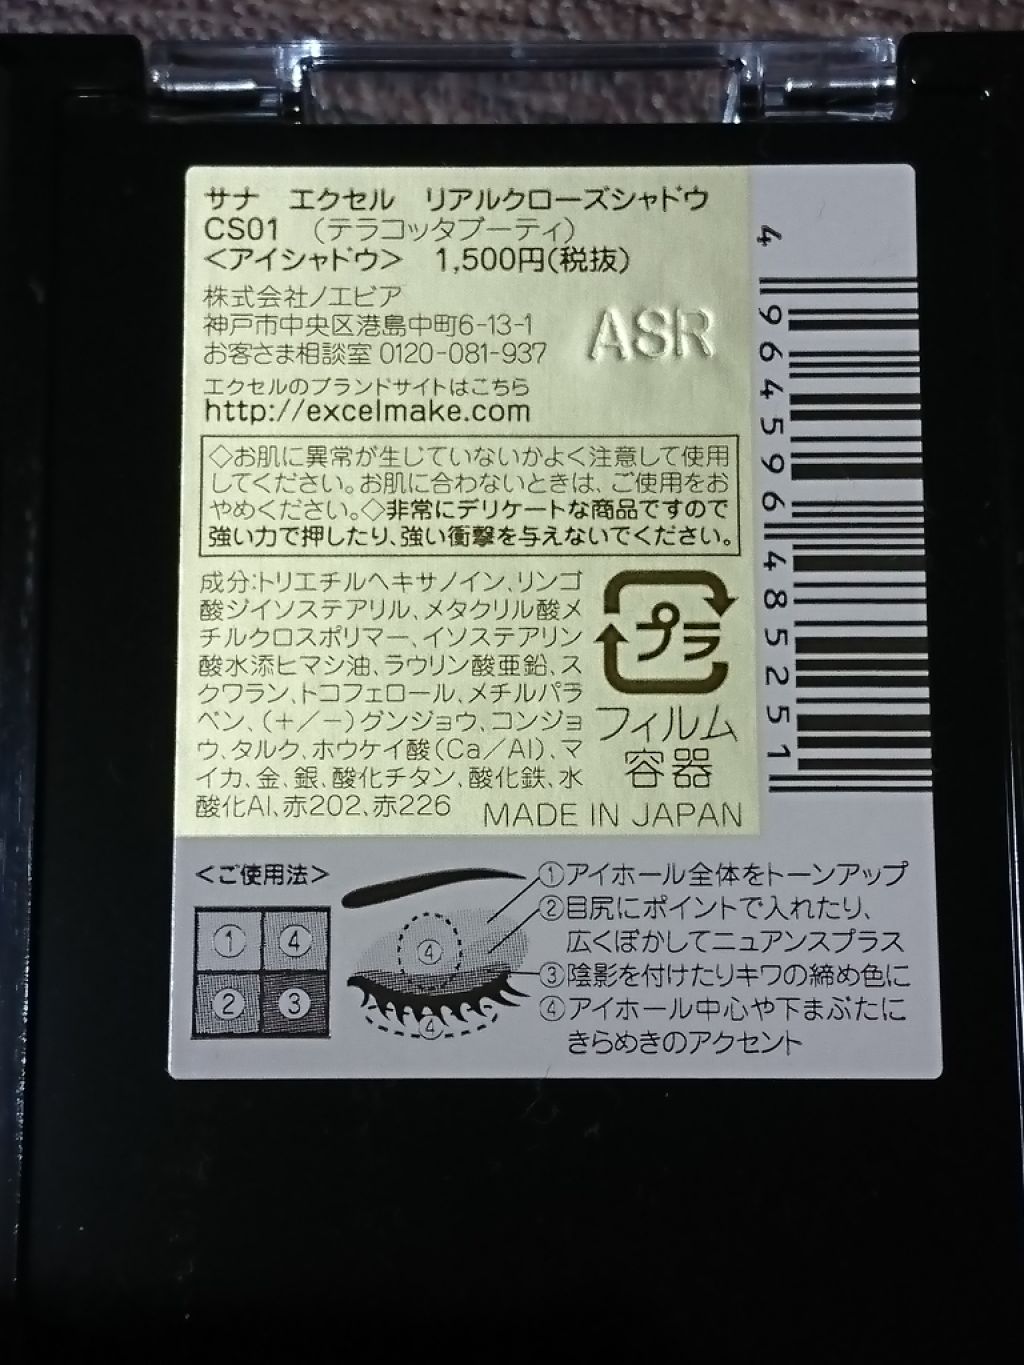 サナ エクセル リアルクローズシャドウ
CS01 （テラコッタブーティ）
<アイシャドウ> 1,500円(税抜)
株式会社ノエビア
神戸市中央区港島中町6-13-1
お客さま相談室 0120-081-937
ASR
エクセルのブランドサイトはこちら
http://excelmake.com
◇お肌に異常が生じていないかよく注意して使用
してください。お肌に合わないときは、ご使用をお
やめください。◇非常にデリケートな商品ですので
強い力で押したり、強い衝撃を与えないでください。
成分:トリエチルヘキサノイン、リンゴ
酸ジイソステアリル、メタクリル酸メ
チルクロスポリマー、イソステアリン
酸水添ヒマシ油、ラウリン酸亜鉛、ス
クワラン、トコフェロール、メチルパラ
ベン、(+/−)グンジョウ、コンジョ
ウ、タルク、ホウケイ酸(Ca/Al)、マ
イカ、金、銀、酸化チタン、酸化鉄、水
酸化Al、赤202、赤226
プラ
フィルム
容器
MADE IN JAPAN
4 964596 485251
<ご使用法>
① ④
② ③
④
④
①アイホール全体をトーンアップ
②目尻にポイントで入れたり、
広くぼかしてニュアンスプラス
③陰影を付けたりキワの締め色に
④アイホール中心や下まぶたに
きらめきのアクセント